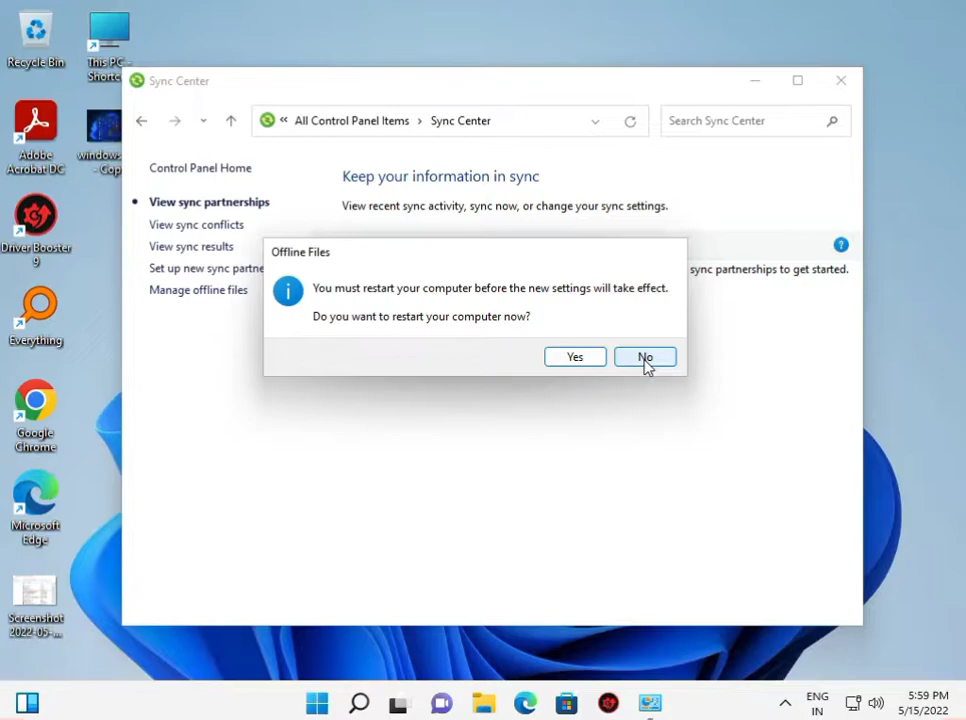 Recycle Bin
This PC -
Shortc
Adobe
Acrobat DC
windows
- Cop
Driver Booster
9
Everything
Google
Chrome
Microsoft
Edge
Screenshot
2022-05-...
Sync Center
« All Control Panel Items › Sync Center
Search Sync Center
Control Panel Home
View sync partnerships
View sync conflicts
View sync results
Set up new sync partne
Manage offline files
Keep your information in sync
View recent sync activity, sync now, or change your sync settings.
?
sync partnerships to get started.
Offline Files
You must restart your computer before the new settings will take effect.
Do you want to restart your computer now?
Yes
No
ENG
IN
5:59 PM
5/15/2022